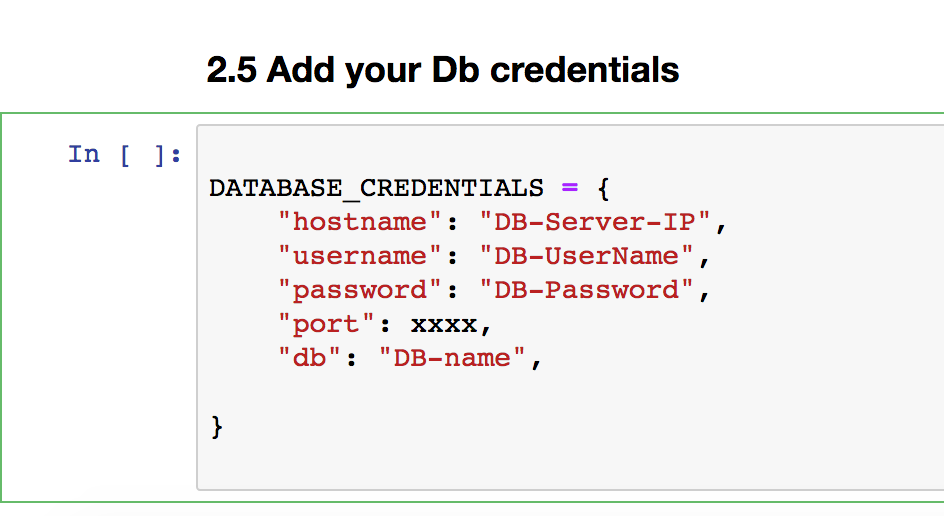 2.5 Add your Db credentials
In [ ]:
DATABASE_CREDENTIALS = {
    "hostname": "DB-Server-IP",
    "username": "DB-UserName",
    "password": "DB-Password",
    "port": xxxx,
    "db": "DB-name",
}